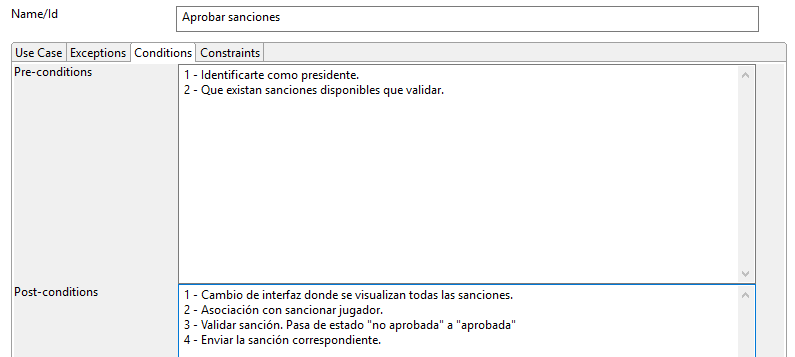 Name/Id
Aprobar sanciones
Use Case
Exceptions
Conditions
Constraints
Pre-conditions
1 - Identificarte como presidente.
2 - Que existan sanciones disponibles que validar.
Post-conditions
1 - Cambio de interfaz donde se visualizan todas las sanciones.
2 - Asociación con sancionar jugador.
3 - Validar sanción. Pasa de estado "no aprobada" a "aprobada"
4 - Enviar la sanción correspondiente.